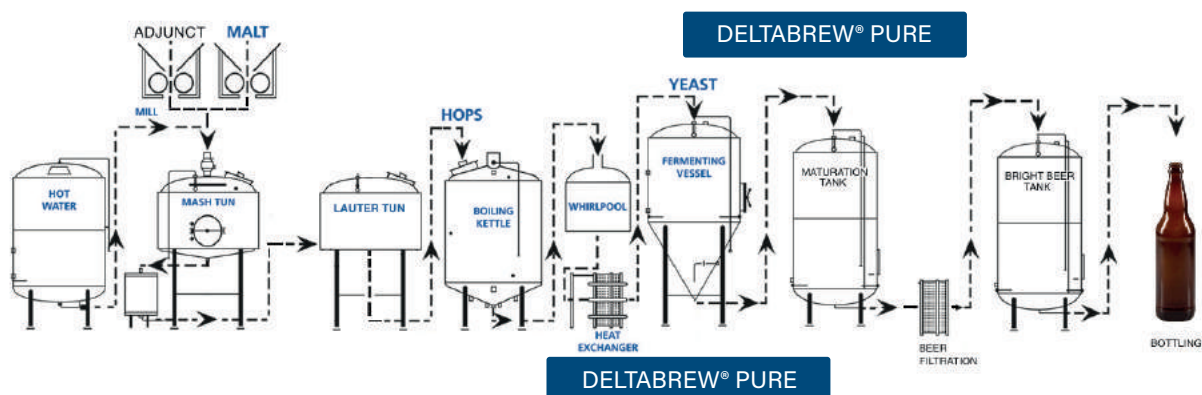 DELTABREW® PURE
ADJUNCT
MALT
MILL
HOPS
YEAST
HOT
WATER
MASH TUN
LAUTER TUN
BOILING
KETTLE
WHIRLPOOL
FERMENTING
VESSEL
MATURATION
TANK
BRIGHT BEER
TANK
HEAT
EXCHANGER
BEER
FILTRATION
BOTTLING
DELTABREW® PURE